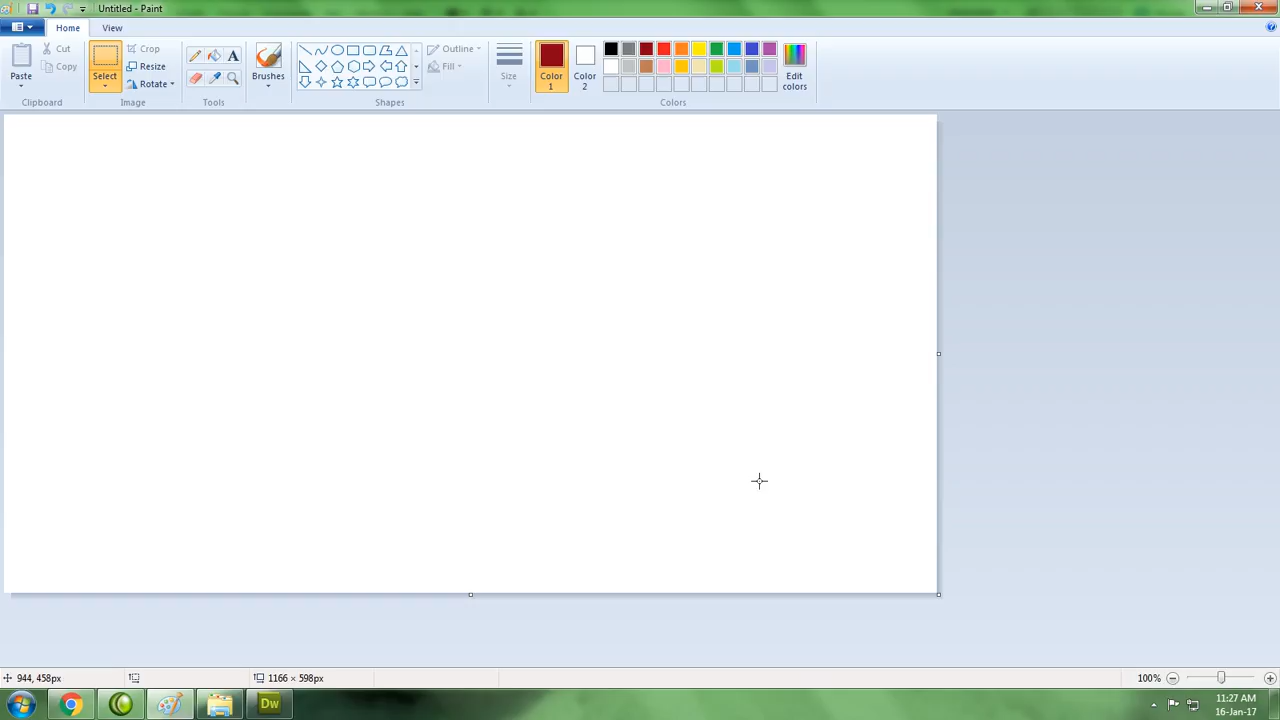 Untitled - Paint
Home View
Paste
Cut
Copy
Clipboard
Select
Crop
Resize
Rotate
Image
A
Tools
Brushes
Shapes
Outline
Fill
Size
Color 1
Color 2
Edit colors
Colors
944, 458px
1166 × 598px
100%
Dw
11:27 AM
16-Jan-17